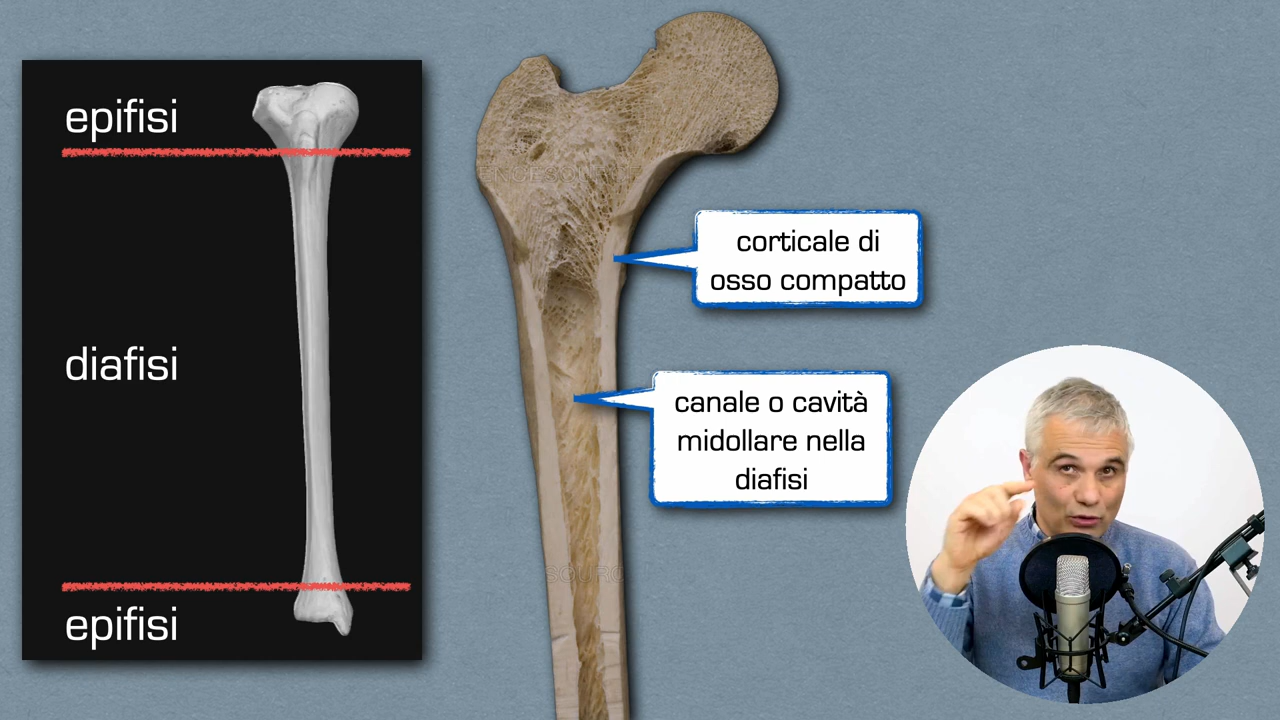 epifisi
diafisi
epifisi
corticale di
osso compatto
canale o cavità
midollare nella
diafisi